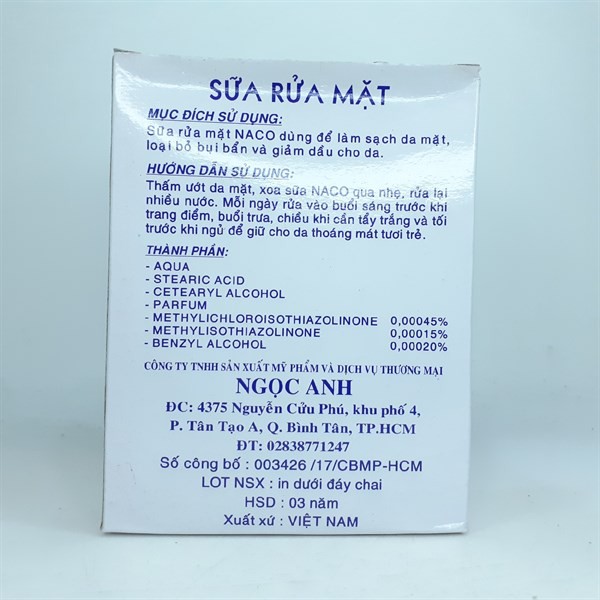 SỮA RỬA MẶT
MỤC ĐÍCH SỬ DỤNG:
Sữa rửa mặt NACO dùng để làm sạch da mặt,
loại bỏ bụi bẩn và giảm dầu cho da.
HƯỚNG DẪN SỬ DỤNG:
Thấm ướt da mặt, xoa sữa NACO qua nhẹ, rửa lại
nhiều nước. Mỗi ngày rửa vào buổi sáng trước khi
trang điểm, buổi trưa, chiều khi cần tẩy trắng và tối
trước khi ngủ để giữ cho da thoáng mát tươi trẻ.
THÀNH PHẦN:
- AQUA
- STEARIC ACID
- CETEARYL ALCOHOL
- PARFUM
- METHYLICHLOROISOTHIAZOLINONE 0,00045%
- METHYLISOTHIAZOLINONE 0,00015%
- BENZYL ALCOHOL 0,00020%
CÔNG TY TNHH SẢN XUẤT MỸ PHẨM VÀ DỊCH VỤ THƯƠNG MẠI
NGỌC ANH
ĐC: 4375 Nguyễn Cửu Phú, khu phố 4,
P. Tân Tạo A, Q. Bình Tân, TP.HCM
ĐT: 02838771247
Số công bố : 003426 /17/CBMP-HCM
LOT NSX : in dưới đáy chai
HSD : 03 năm
Xuất xứ : VIỆT NAM